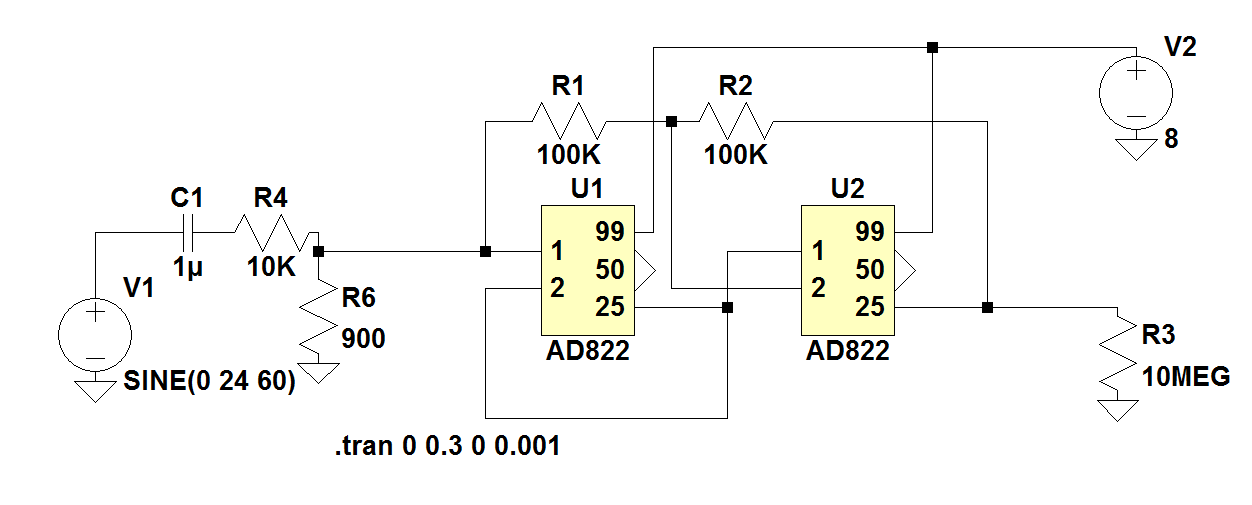 V2
8
R1
100K
R2
100K
U1
99
1
50
2
25
AD822
U2
99
1
50
2
25
AD822
C1
1µ
R4
10K
V1
SINE(0 24 60)
R6
900
R3
10MEG
.tran 0 0.3 0 0.001